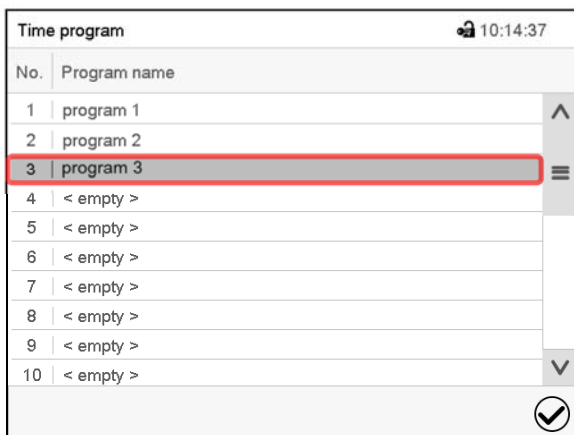 Time program 10:14:37
No. Program name
1 program 1
2 program 2
3 program 3
4 < empty >
5 < empty >
6 < empty >
7 < empty >
8 < empty >
9 < empty >
10 < empty >